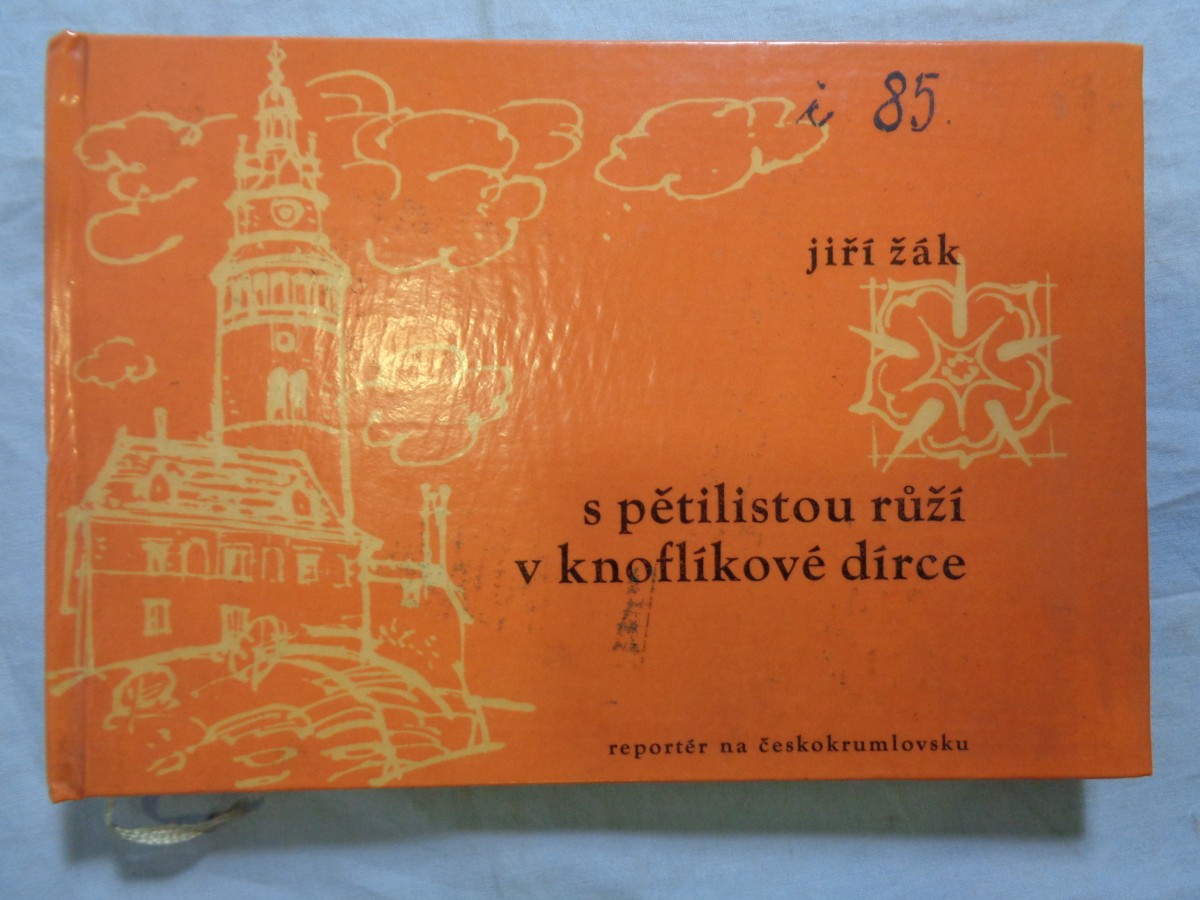 i 85.
jiří žák
s pětilistou růží
v knoflíkové dírce
reportér na českokrumlovsku